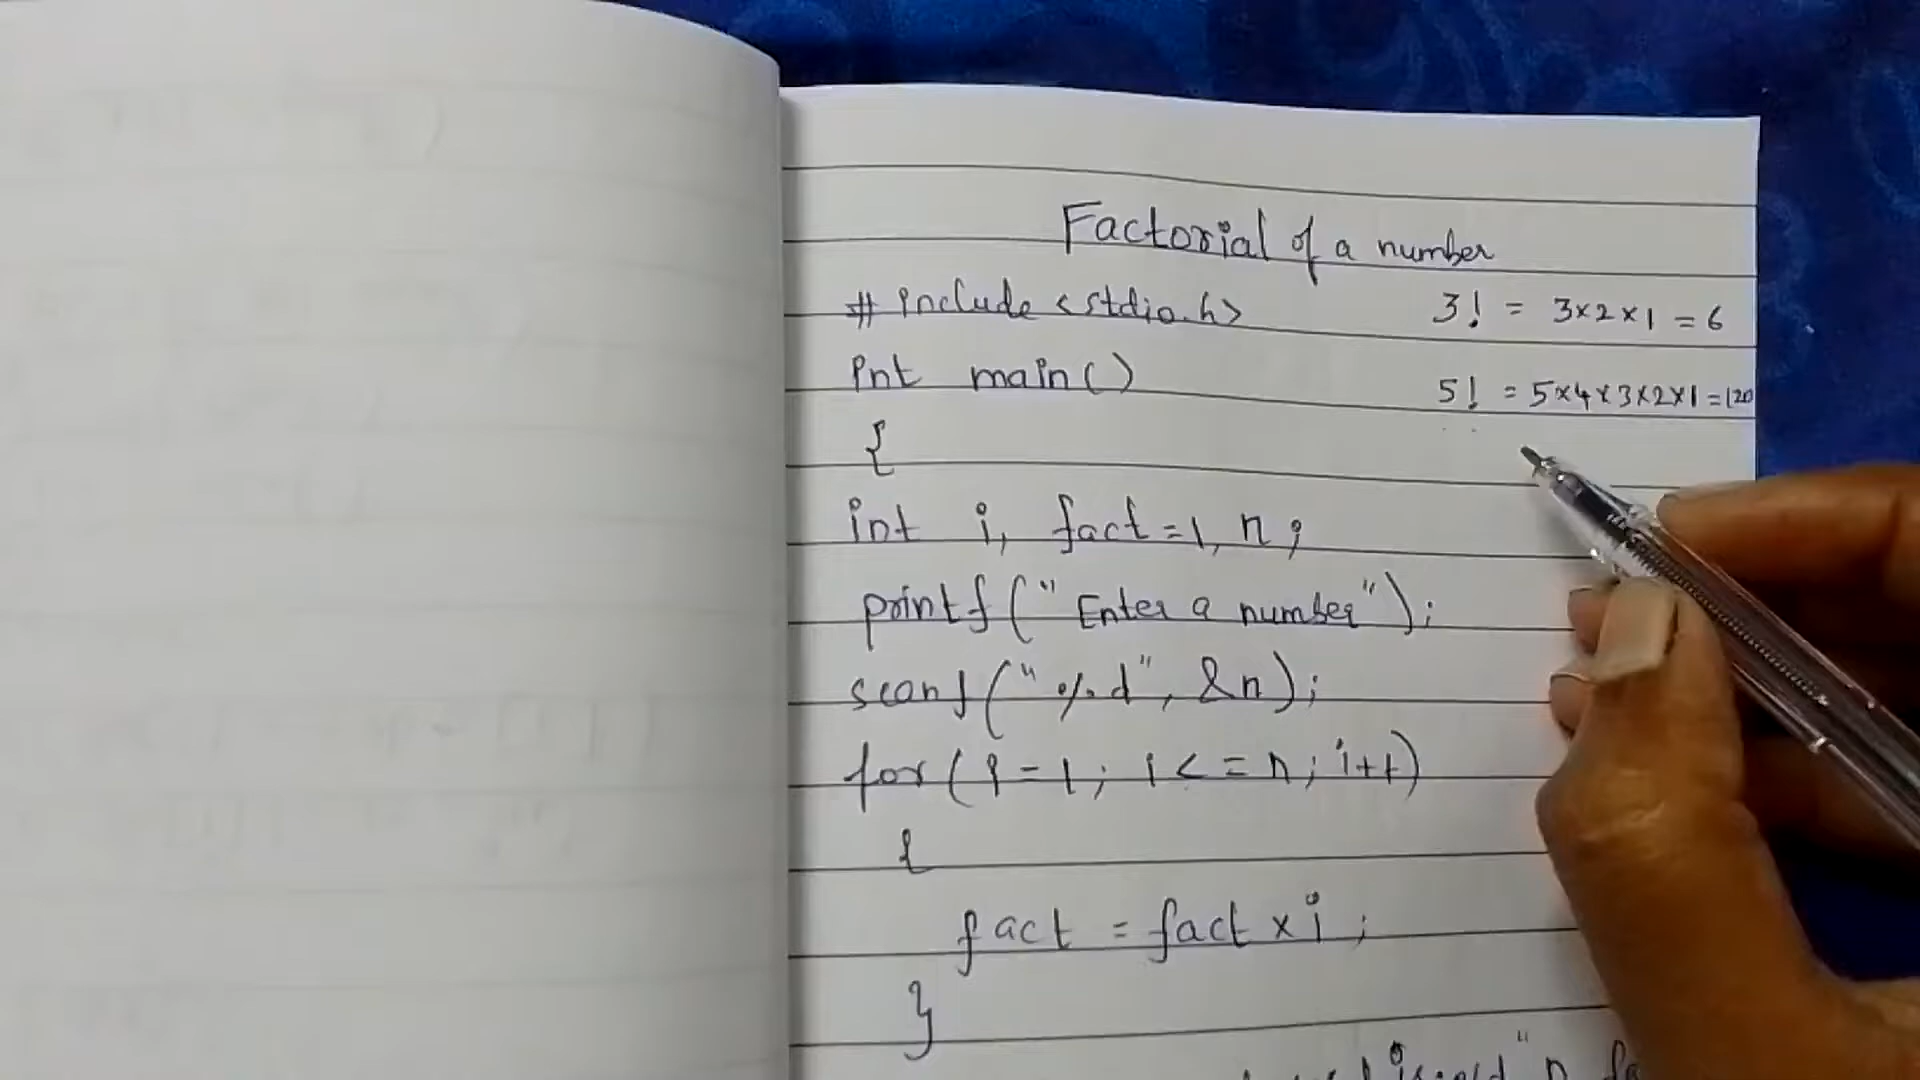 Factorial of a number
# include <stdio.h>
3! = 3×2×1 = 6
int main()
5! = 5×4×3×2×1=120
{
int i, fact=1, n;
printf("Enter a number");
scanf("%d", &n);
for(i=1; i<=n; i++)
{
fact = fact × i;
}